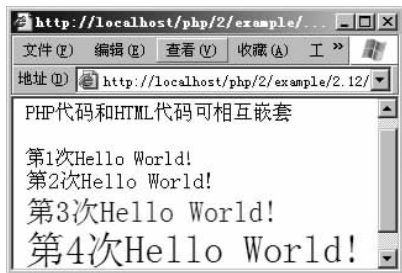 http://localhost/php/2/example/...
文件(F) 编辑(E) 查看(V) 收藏(A) 工 »
地址(D) http://localhost/php/2/example/2.12/
PHP代码和HTML代码可相互嵌套
第1次Hello World!
第2次Hello World!
第3次Hello World!
第4次Hello World!